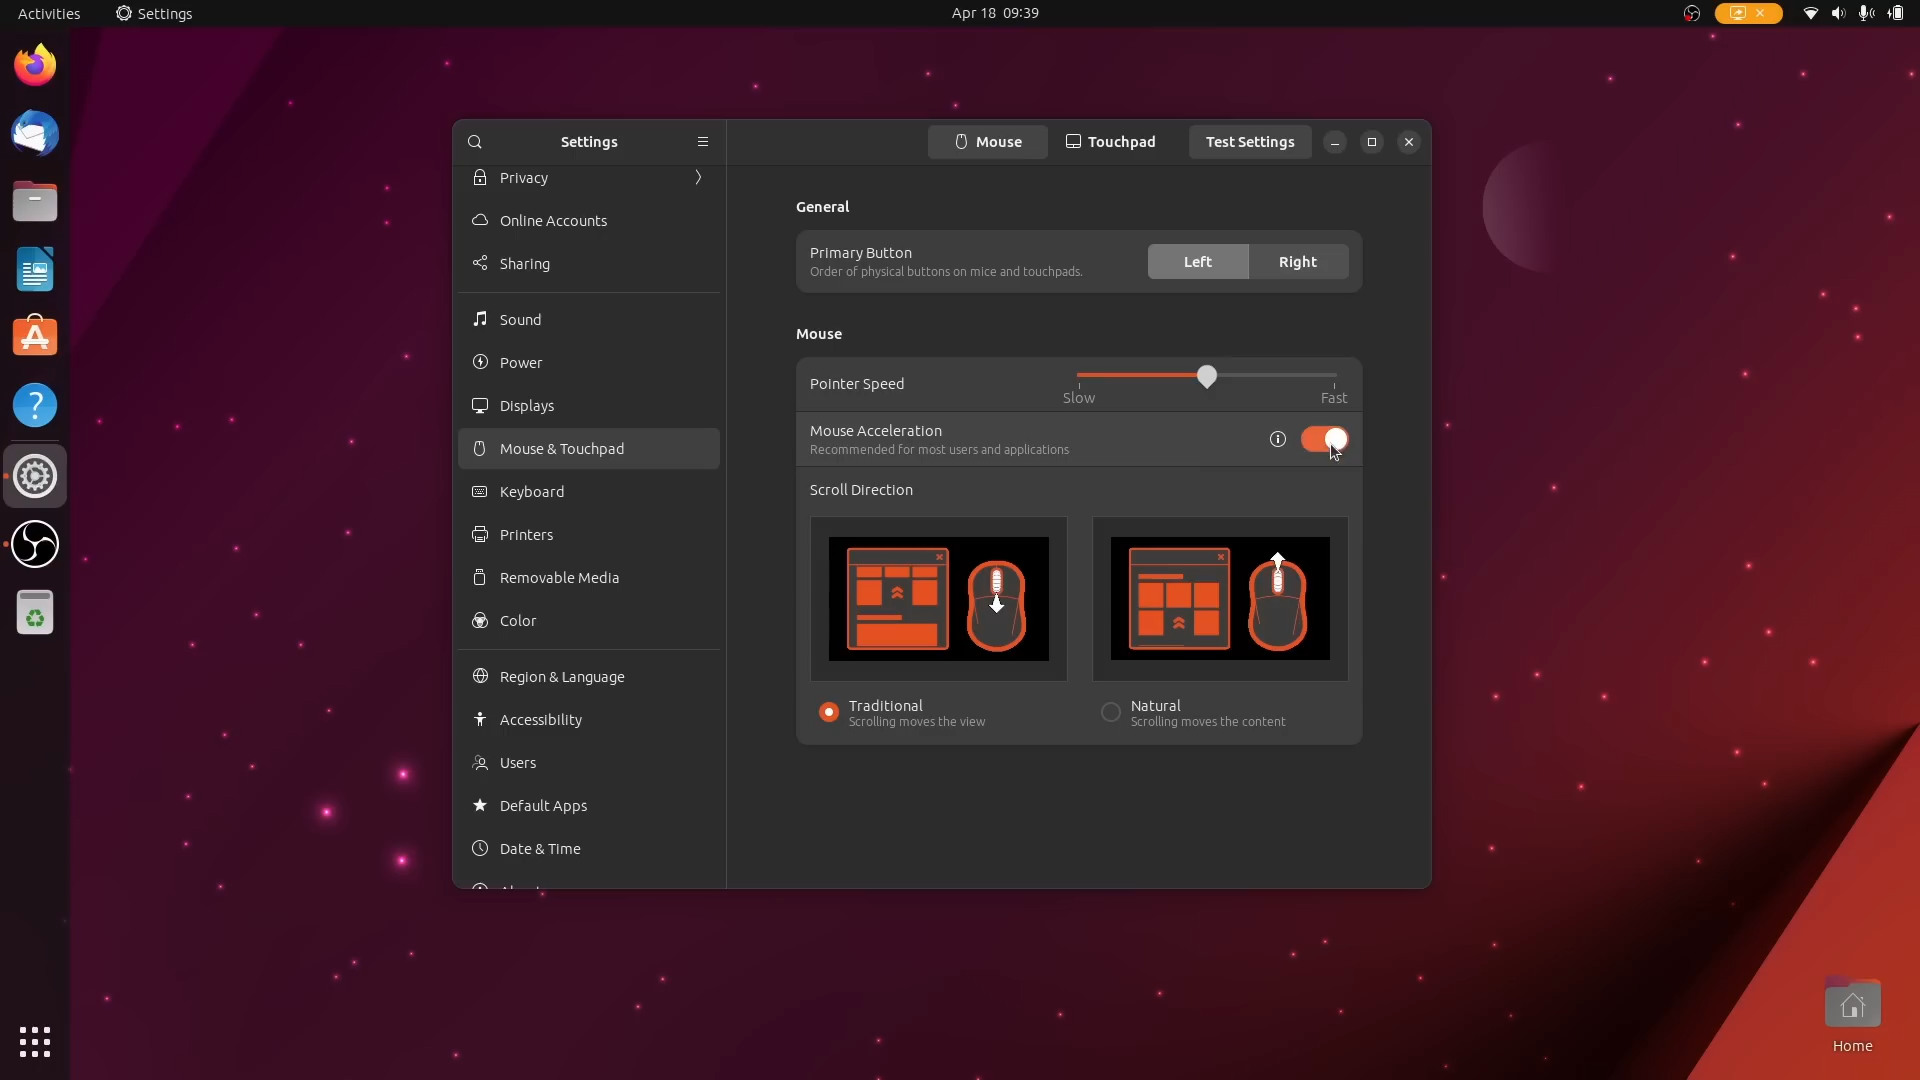 Activities
Settings
Apr 18 09:39
Settings
Mouse
Touchpad
Test Settings
Privacy
Online Accounts
Sharing
Sound
Power
Displays
Mouse & Touchpad
Keyboard
Printers
Removable Media
Color
Region & Language
Accessibility
Users
Default Apps
Date & Time
General
Primary Button
Order of physical buttons on mice and touchpads.
Left
Right
Mouse
Pointer Speed
Slow
Fast
Mouse Acceleration
Recommended for most users and applications
Scroll Direction
Traditional
Scrolling moves the view
Natural
Scrolling moves the content
Home